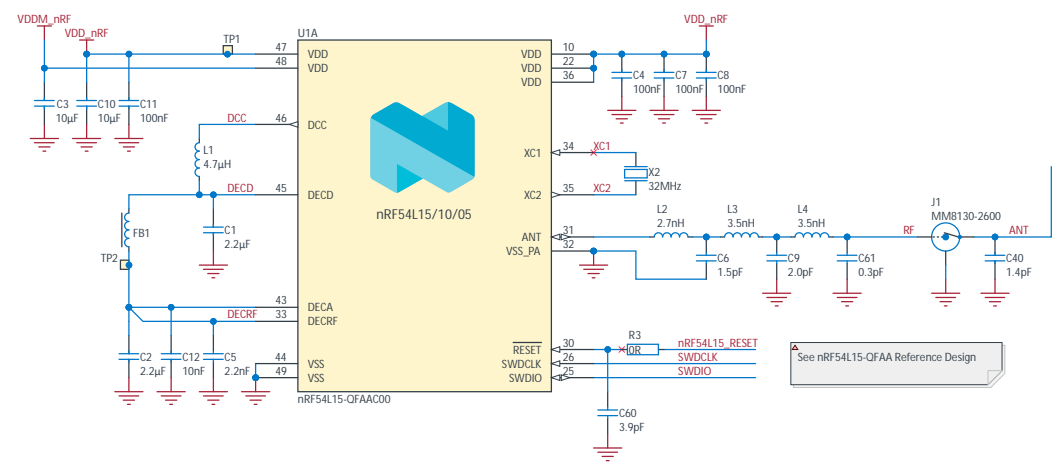 VDDM_nRF
VDD_nRF
TP1
U1A
VDD_nRF
47
VDD
48
VDD
VDD
10
VDD
22
VDD
36
C3
10µF
C10
10µF
C11
100nF
C4
100nF
C7
100nF
C8
100nF
DCC
46
DCC
L1
4.7µH
XC1
34
XC1
X2
32MHz
XC2
35
XC2
DECD
45
DECD
nRF54L15/10/05
FB1
C1
2.2µF
TP2
L2
2.7nH
L3
3.5nH
L4
3.5nH
J1
MM8130-2600
ANT
31
VSS_PA
32
RF
ANT
C6
1.5pF
C9
2.0pF
C61
0.3pF
C40
1.4pF
43
DECA
DECRF
33
DECRF
C2
2.2µF
C12
10nF
C5
2.2nF
44
VSS
49
VSS
RESET
30
R3
0R
nRF54L15_RESET
SWDCLK
26
SWDCLK
SWDIO
25
SWDIO
See nRF54L15-QFAA Reference Design
nRF54L15-QFAAC00
C60
3.9pF